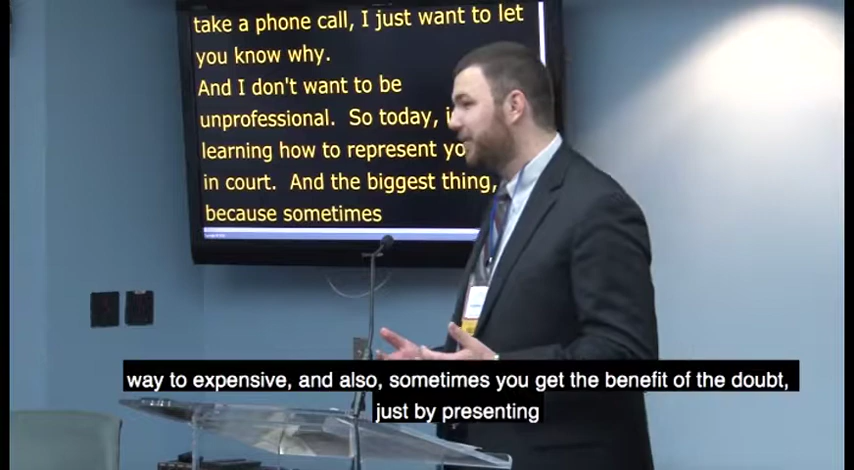 take a phone call, I just want to let
you know why.
And I don't want to be
unprofessional.  So today,
learning how to represent
in court.  And the biggest thing,
because sometimes
way to expensive, and also, sometimes you get the benefit of the doubt,
just by presenting